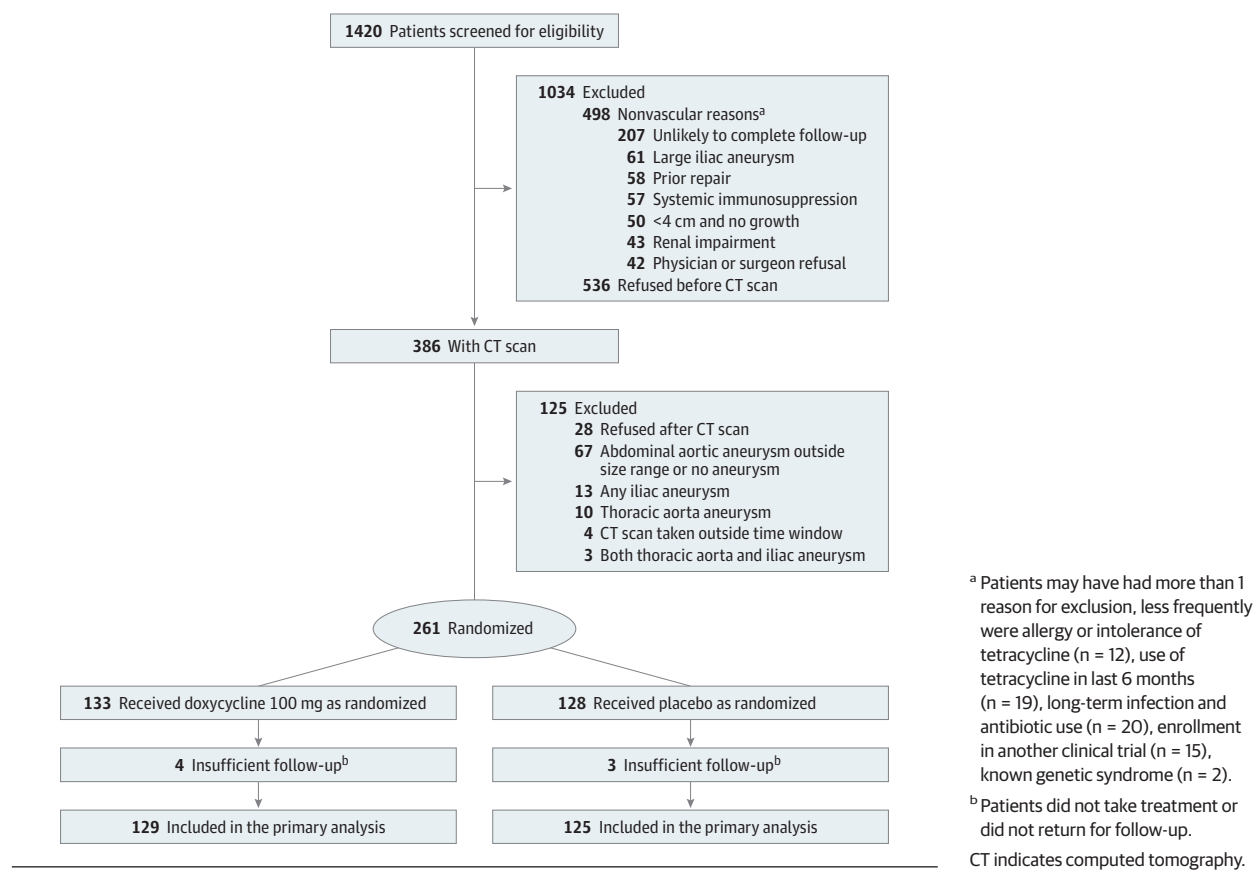 1420 Patients screened for eligibility
1034 Excluded
498 Nonvascular reasonsa
207 Unlikely to complete follow-up
61 Large iliac aneurysm
58 Prior repair
57 Systemic immunosuppression
50 <4 cm and no growth
43 Renal impairment
42 Physician or surgeon refusal
536 Refused before CT scan
386 With CT scan
125 Excluded
28 Refused after CT scan
67 Abdominal aortic aneurysm outside
size range or no aneurysm
13 Any iliac aneurysm
10 Thoracic aorta aneurysm
4 CT scan taken outside time window
3 Both thoracic aorta and iliac aneurysm
261 Randomized
133 Received doxycycline 100 mg as randomized
128 Received placebo as randomized
4 Insufficient follow-upb
3 Insufficient follow-upb
129 Included in the primary analysis
125 Included in the primary analysis
a Patients may have had more than 1
reason for exclusion, less frequently
were allergy or intolerance of
tetracycline (n = 12), use of
tetracycline in last 6 months
(n = 19), long-term infection and
antibiotic use (n = 20), enrollment
in another clinical trial (n = 15),
known genetic syndrome (n = 2).
b Patients did not take treatment or
did not return for follow-up.
CT indicates computed tomography.